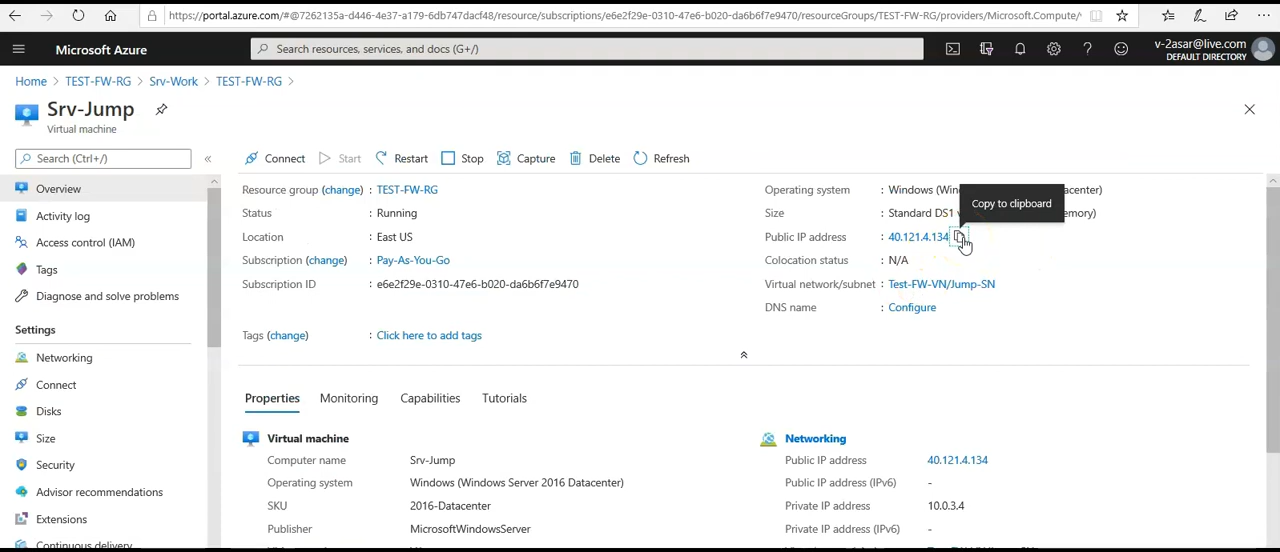 https://portal.azure.com/#@7262135a-d446-4e37-a179-6db747dacf48/resource/subscriptions/e6e2f29e-0310-47e6-b020-da6b6f7e9470/resourceGroups/TEST-FW-RG/providers/Microsoft.Compute/
Microsoft Azure
Search resources, services, and docs (G+/)
v-2asar@live.com
DEFAULT DIRECTORY
Home > TEST-FW-RG > Srv-Work > TEST-FW-RG >
Srv-Jump
Virtual machine
Search (Ctrl+/)
«
Connect Start Restart Stop Capture Delete Refresh
Overview
Activity log
Access control (IAM)
Tags
Diagnose and solve problems
Settings
Networking
Connect
Disks
Size
Security
Advisor recommendations
Extensions
Continuous delivery
Resource group (change) : TEST-FW-RG
Status : Running
Location : East US
Subscription (change) : Pay-As-You-Go
Subscription ID : e6e2f29e-0310-47e6-b020-da6b6f7e9470
Tags (change) : Click here to add tags
Operating system : Windows (Win acenter)
Size : Standard DS1 emory)
Public IP address : 40.121.4.134
Colocation status : N/A
Virtual network/subnet : Test-FW-VN/Jump-SN
DNS name : Configure
Copy to clipboard
Properties Monitoring Capabilities Tutorials
Virtual machine
Computer name Srv-Jump
Operating system Windows (Windows Server 2016 Datacenter)
SKU 2016-Datacenter
Publisher MicrosoftWindowsServer
Networking
Public IP address 40.121.4.134
Public IP address (IPv6) -
Private IP address 10.0.3.4
Private IP address (IPv6) -